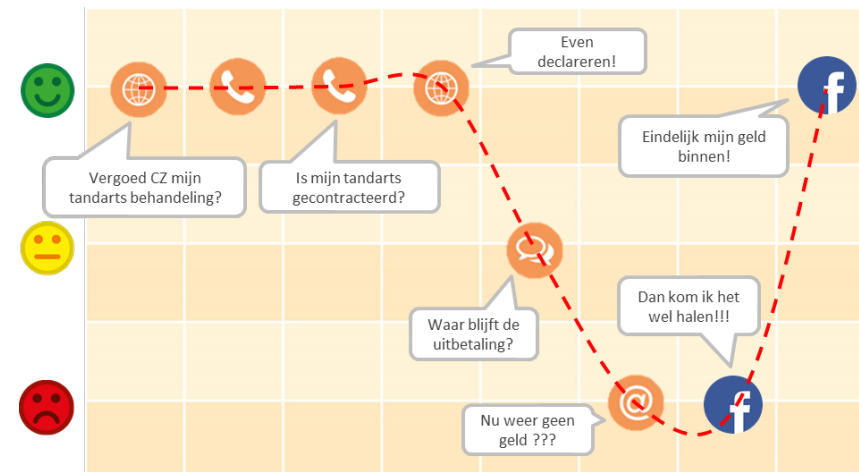 Even
declareren!
Vergoed CZ mijn
tandarts behandeling?
Is mijn tandarts
gecontracteerd?
Eindelijk mijn geld
binnen!
Waar blijft de
uitbetaling?
Dan kom ik het
wel halen!!!
Nu weer geen
geld ???
@
f
f